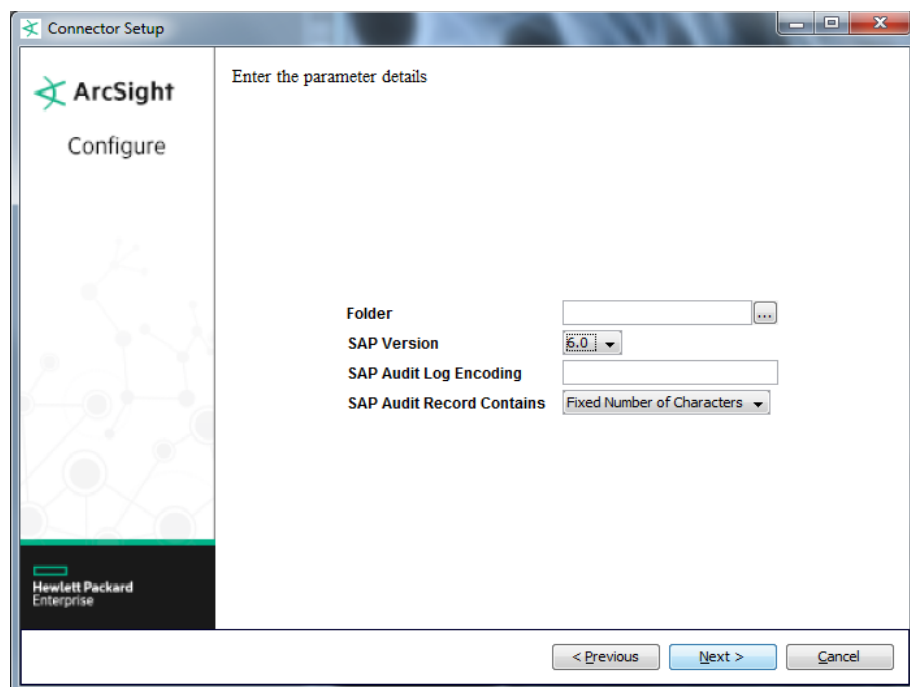 Connector Setup
ArcSight
Configure
Enter the parameter details
Folder
...
SAP Version
6.0
SAP Audit Log Encoding
SAP Audit Record Contains
Fixed Number of Characters
Hewlett Packard
Enterprise
< Previous
Next >
Cancel